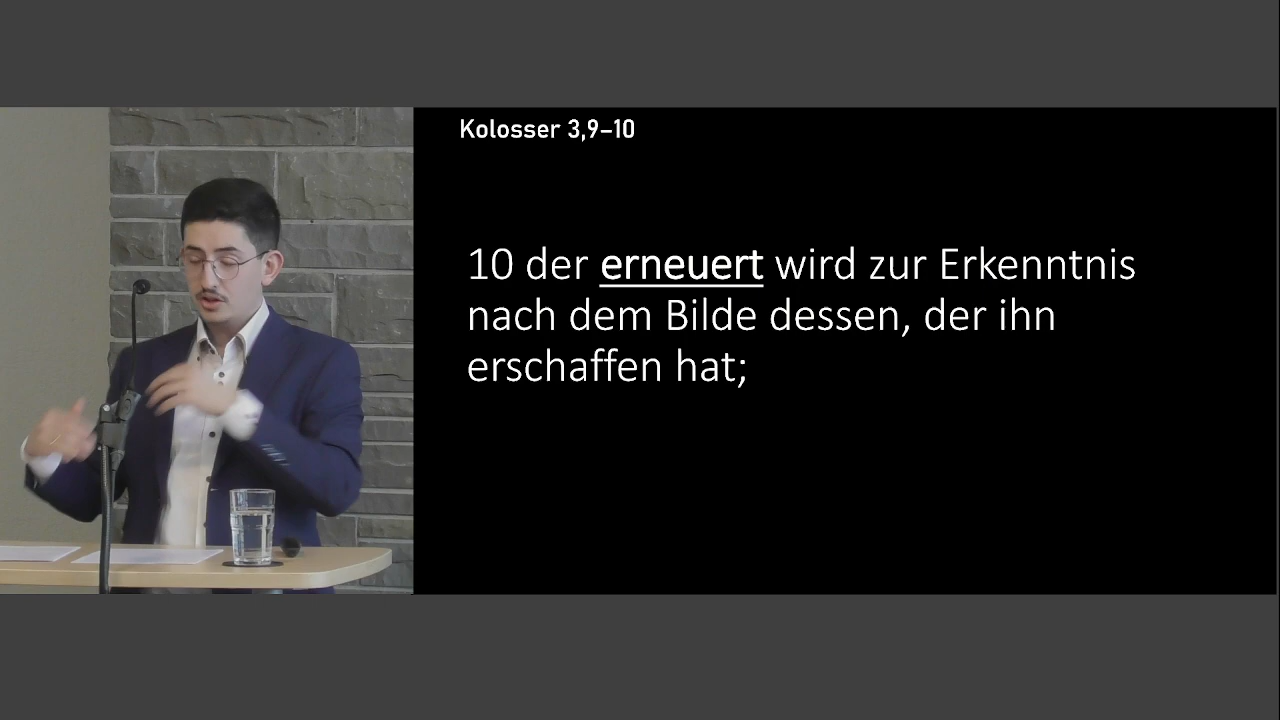 Kolosser 3,9–10
10 der erneuert wird zur Erkenntnis
nach dem Bilde dessen, der ihn
erschaffen hat;